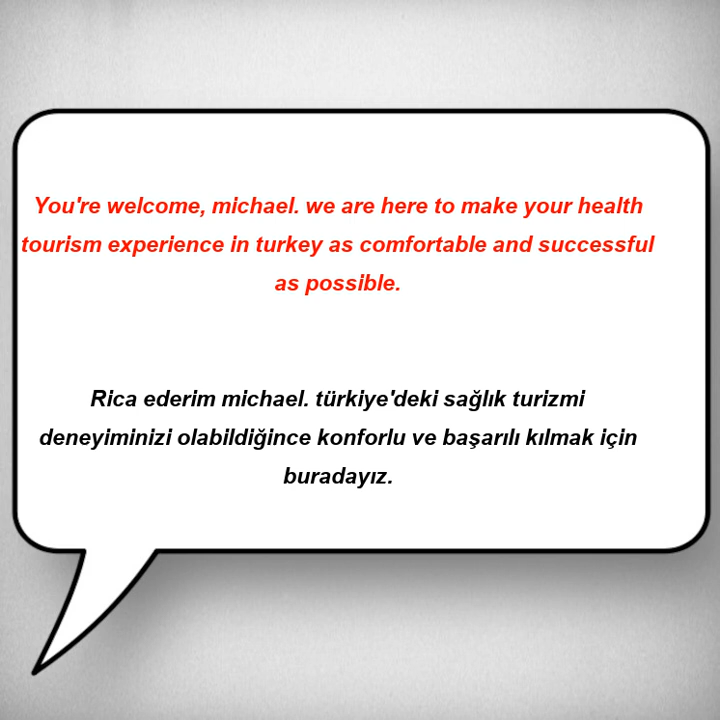 You're welcome, michael. we are here to make your health
tourism experience in turkey as comfortable and successful
as possible.
Rica ederim michael. türkiye'deki sağlık turizmi
deneyiminizi olabildiğince konforlu ve başarılı kılmak için
buradayız.